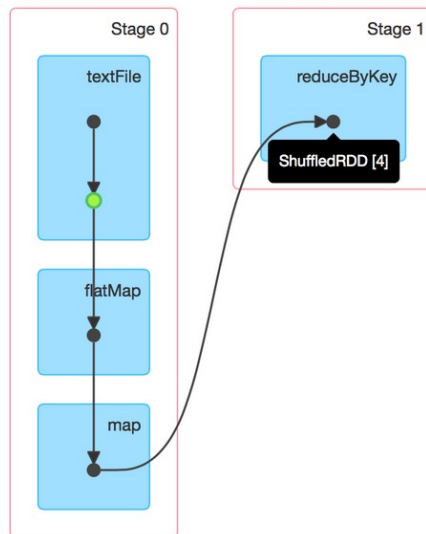 Stage 0
textFile
flatMap
map
Stage 1
reduceByKey
ShuffledRDD [4]